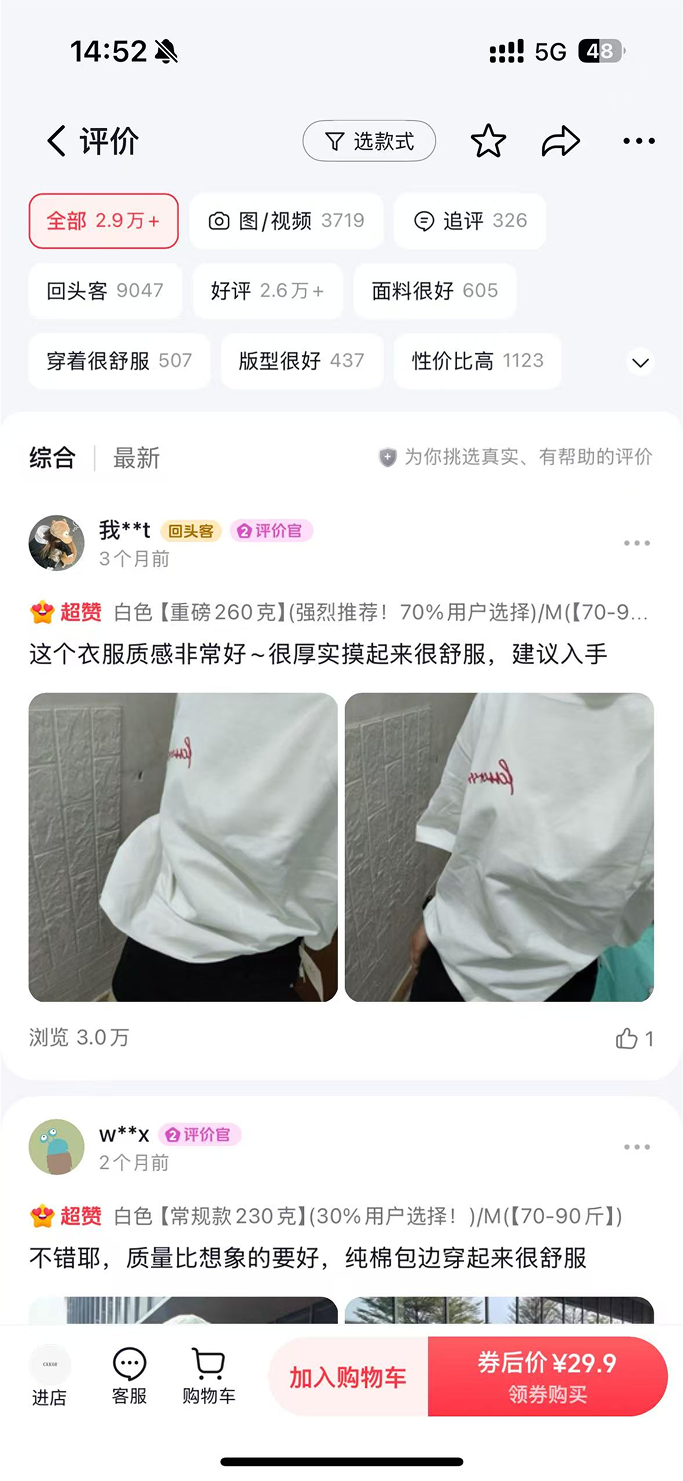 14:52 5G 48
评价 选款式
全部 2.9万+ 图/视频 3719 追评 326
回头客 9047 好评 2.6万+ 面料很好 605
穿着很舒服 507 版型很好 437 性价比高 1123
综合 最新 为你挑选真实、有帮助的评价
我**t 回头客 2评价官
3个月前
超赞 白色【重磅260克】(强烈推荐！70%用户选择)/M(【70-9...
这个衣服质感非常好~很厚实摸起来很舒服，建议入手
浏览 3.0万 1
w**x 2评价官
2个月前
超赞 白色【常规款230克】(30%用户选择！)/M(【70-90斤】)
不错耶，质量比想象的要好，纯棉包边穿起来很舒服
进店 客服 购物车 加入购物车 券后价 ¥29.9
领券购买